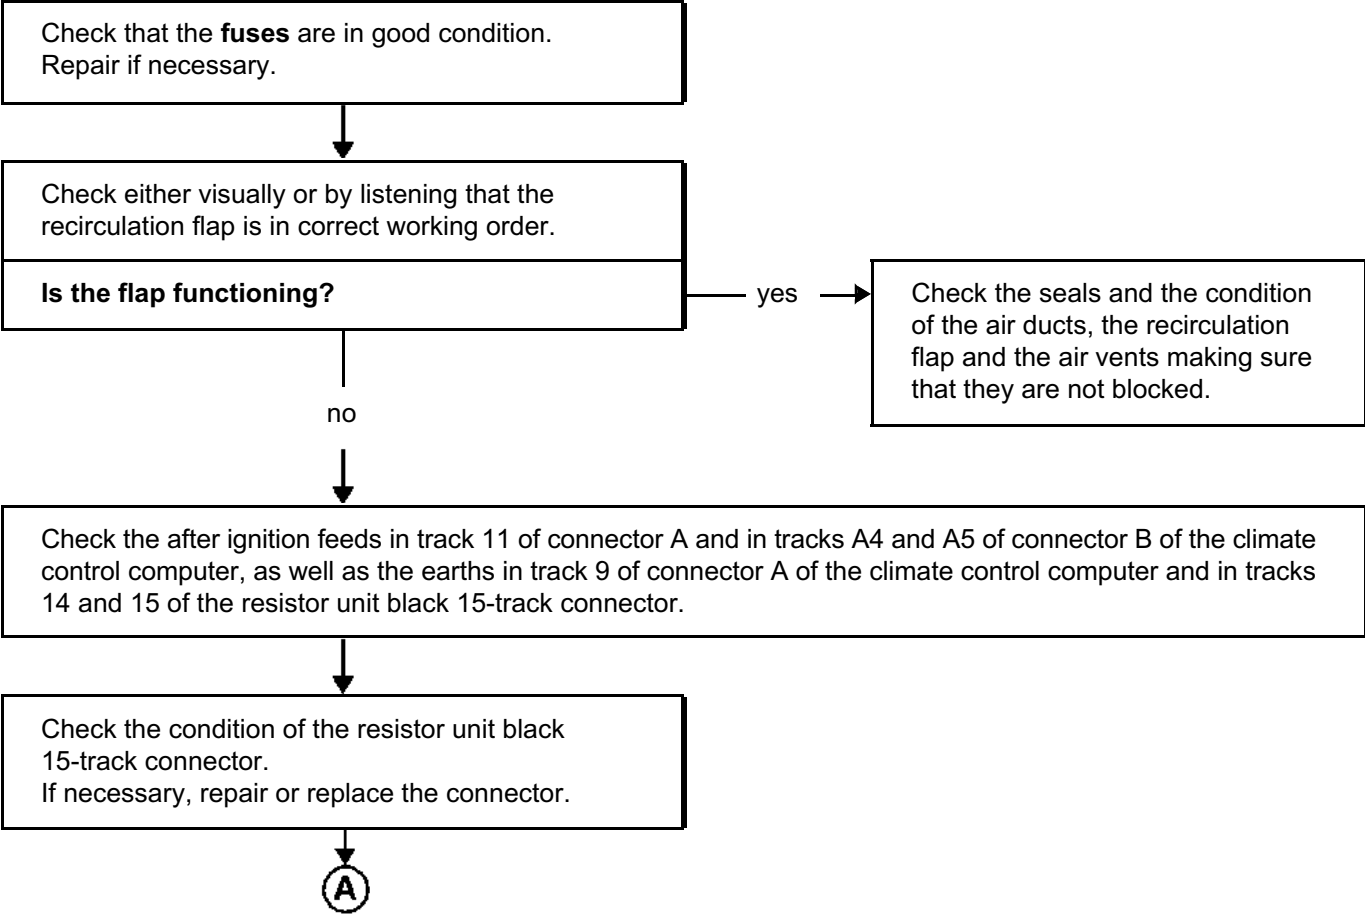 Check that the fuses are in good condition.
Repair if necessary.
Check either visually or by listening that the
recirculation flap is in correct working order.
Is the flap functioning?
yes
Check the seals and the condition
of the air ducts, the recirculation
flap and the air vents making sure
that they are not blocked.
no
Check the after ignition feeds in track 11 of connector A and in tracks A4 and A5 of connector B of the climate
control computer, as well as the earths in track 9 of connector A of the climate control computer and in tracks
14 and 15 of the resistor unit black 15-track connector.
Check the condition of the resistor unit black
15-track connector.
If necessary, repair or replace the connector.
A